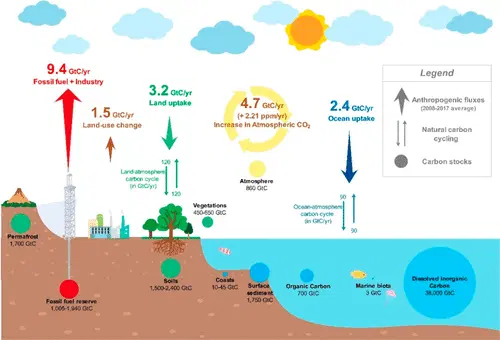 9.4 GtC/yr
Fossil fuel + Industry
1.5 GtC/yr
Land-use change
3.2 GtC/yr
Land uptake
4.7 GtC/yr
(+ 2.21 ppm/yr)
Increase in Atmospheric CO2
2.4 GtC/yr
Ocean uptake
Legend
Anthropogenic fluxes
(2008-2017 average)
Natural carbon
cycling
Carbon stocks
120
Land-atmosphere
carbon cycle
(in GtC/yr)
120
Atmosphere
860 GtC
Vegetations
450-650 GtC
90
Ocean-atmosphere
carbon cycle
(in GtC/yr)
90
Permafrost
1,700 GtC
Fossil fuel reserve
1,005-1,940 GtC
Soils
1,500-2,400 GtC
Coasts
10-45 GtC
Surface
sediment
1,750 GtC
Organic Carbon
700 GtC
Marine biota
3 GtC
Dissolved inorganic
Carbon
38,000 GtC